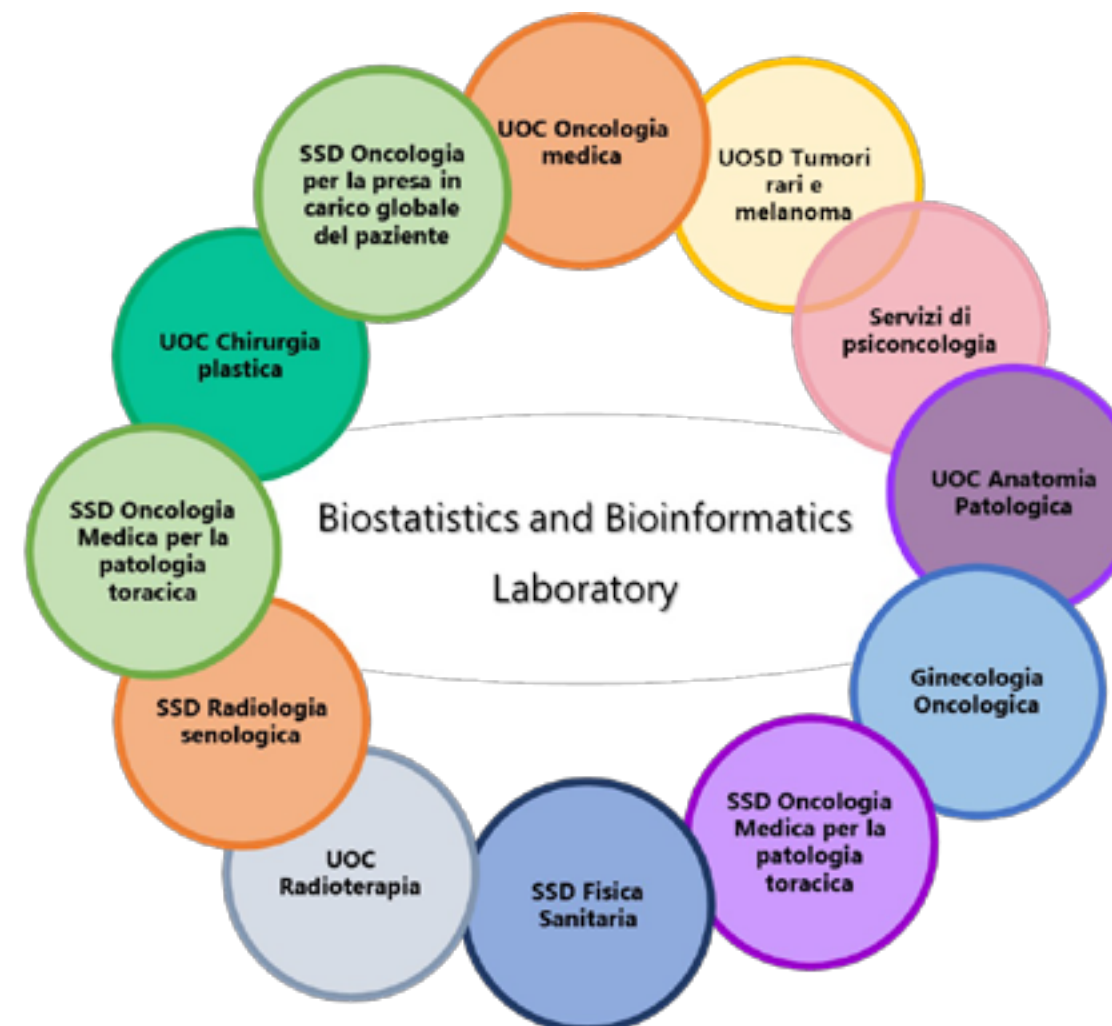 UOC Oncologia
medica
UOSD Tumori
rari e
melanoma
Servizi di
psiconcologia
UOC Anatomia
Patologica
Ginecologia
Oncologica
SSD Oncologia
Medica per la
patologia
toracica
SSD Fisica
Sanitaria
UOC
Radioterapia
SSD Radiologia
senologica
SSD Oncologia
Medica per la
patologia
toracica
UOC Chirurgia
plastica
SSD Oncologia
per la presa in
carico globale
del paziente
Biostatistics and Bioinformatics
Laboratory